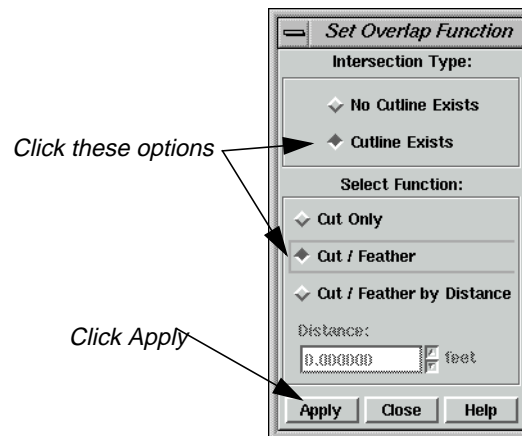 Set Overlap Function
Intersection Type:
No Cutline Exists
Click these options
Cutline Exists
Select Function:
Cut Only
Cut / Feather
Cut / Feather by Distance
Click Apply
Distance:
0.000000 feet
Apply Close Help